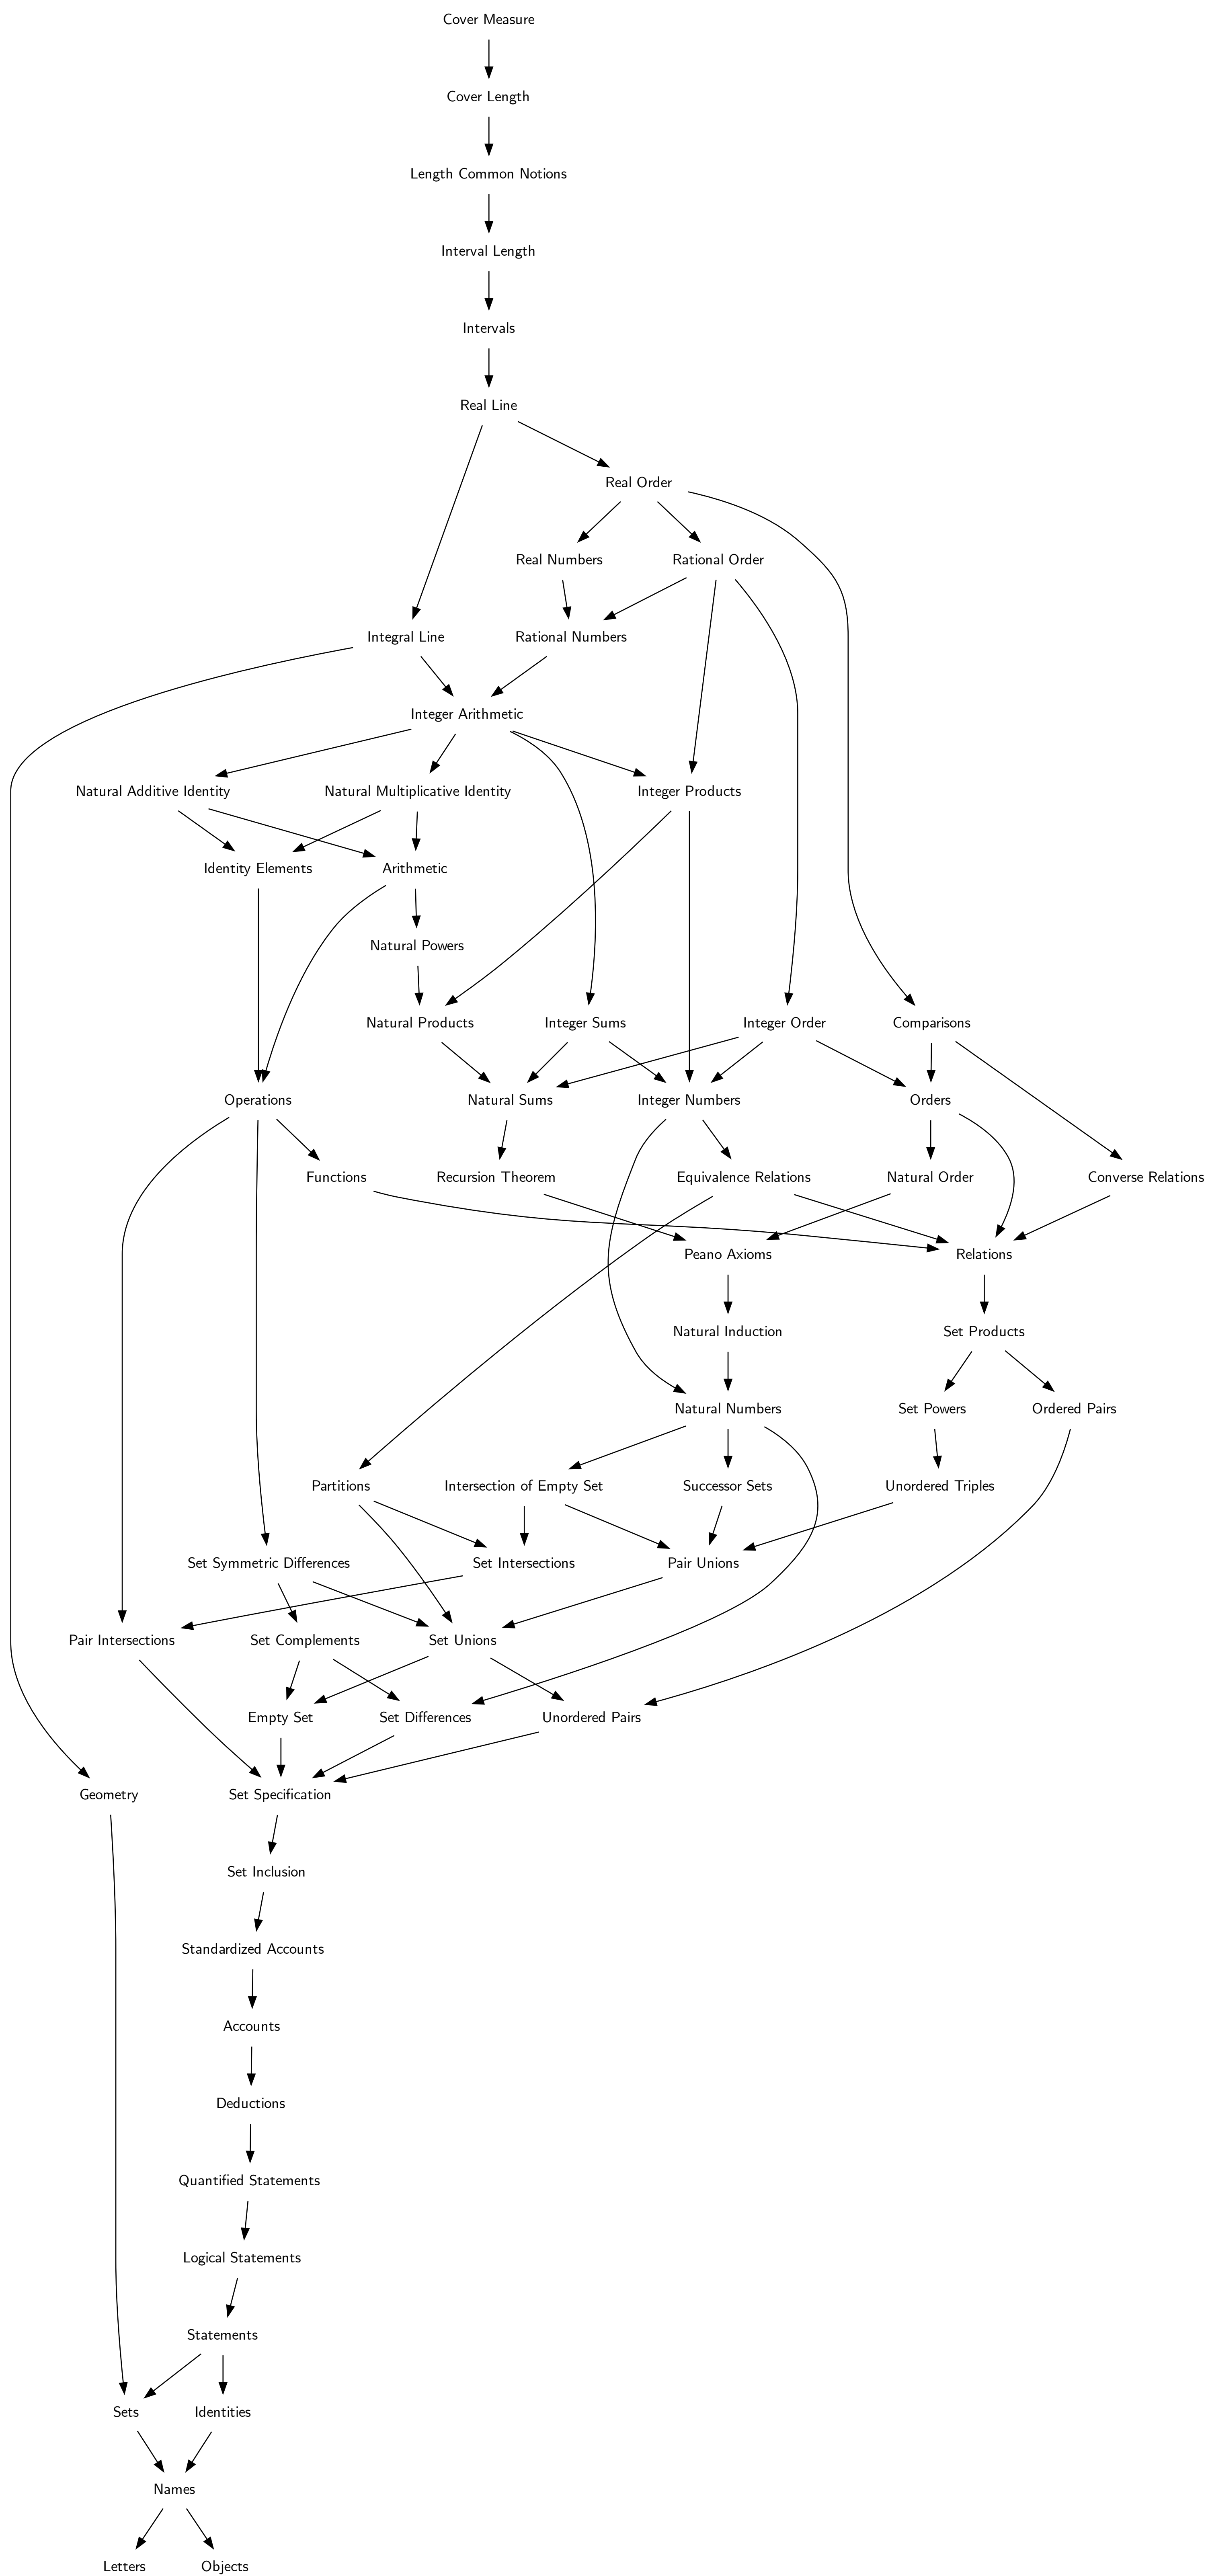 Cover Measure
Cover Length
Length Common Notions
Interval Length
Intervals
Real Line
Real Order
Real Numbers
Rational Order
Integral Line
Rational Numbers
Integer Arithmetic
Natural Additive Identity
Natural Multiplicative Identity
Integer Products
Identity Elements
Arithmetic
Natural Powers
Natural Products
Integer Sums
Integer Order
Comparisons
Operations
Natural Sums
Integer Numbers
Orders
Functions
Recursion Theorem
Equivalence Relations
Natural Order
Converse Relations
Peano Axioms
Relations
Natural Induction
Set Products
Natural Numbers
Set Powers
Ordered Pairs
Partitions
Intersection of Empty Set
Successor Sets
Unordered Triples
Set Symmetric Differences
Set Intersections
Pair Unions
Pair Intersections
Set Complements
Set Unions
Empty Set
Set Differences
Unordered Pairs
Geometry
Set Specification
Set Inclusion
Standardized Accounts
Accounts
Deductions
Quantified Statements
Logical Statements
Statements
Sets
Identities
Names
Letters
Objects